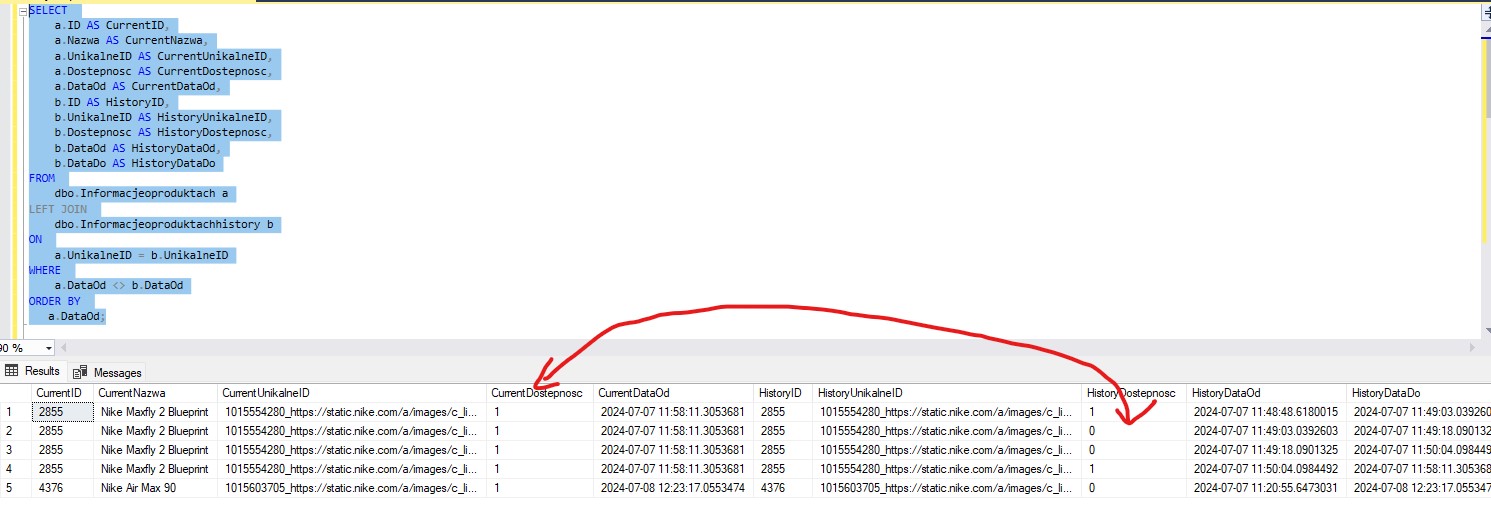 SELECT
a.ID AS CurrentID,
a.Nazwa AS CurrentNazwa,
a.UnikalneID AS CurrentUnikalneID,
a.Dostepnosc AS CurrentDostepnosc,
a.DataOd AS CurrentDataOd,
b.ID AS HistoryID,
b.UnikalneID AS HistoryUnikalneID,
b.Dostepnosc AS HistoryDostepnosc,
b.DataOd AS HistoryDataOd,
b.DataDo AS HistoryDataDo
FROM
dbo.Informacjeoproduktach a
LEFT JOIN
dbo.Informacjeoproduktachhistory b
ON
a.UnikalneID = b.UnikalneID
WHERE
a.DataOd <> b.DataOd
ORDER BY
a.DataOd;
90 %
Results Messages
CurrentID CurrentNazwa CurrentUnikalneID CurrentDostepnosc CurrentDataOd HistoryID HistoryUnikalneID HistoryDostepnosc HistoryDataOd HistoryDataDo
1 2855 Nike Maxfly 2 Blueprint 1015554280_https://static.nike.com/a/images/c_li... 1 2024-07-07 11:58:11.3053681 2855 1015554280_https://static.nike.com/a/images/c_li... 1 2024-07-07 11:48:48.6180015 2024-07-07 11:49:03.039260
2 2855 Nike Maxfly 2 Blueprint 1015554280_https://static.nike.com/a/images/c_li... 1 2024-07-07 11:58:11.3053681 2855 1015554280_https://static.nike.com/a/images/c_li... 0 2024-07-07 11:49:03.0392603 2024-07-07 11:49:18.090132
3 2855 Nike Maxfly 2 Blueprint 1015554280_https://static.nike.com/a/images/c_li... 1 2024-07-07 11:58:11.3053681 2855 1015554280_https://static.nike.com/a/images/c_li... 0 2024-07-07 11:49:18.0901325 2024-07-07 11:50:04.098449
4 2855 Nike Maxfly 2 Blueprint 1015554280_https://static.nike.com/a/images/c_li... 1 2024-07-07 11:58:11.3053681 2855 1015554280_https://static.nike.com/a/images/c_li... 1 2024-07-07 11:50:04.0984492 2024-07-07 11:58:11.305368
5 4376 Nike Air Max 90 1015603705_https://static.nike.com/a/images/c_li... 1 2024-07-08 12:23:17.0553474 4376 1015603705_https://static.nike.com/a/images/c_li... 0 2024-07-07 11:20:55.6473031 2024-07-08 12:23:17.055347